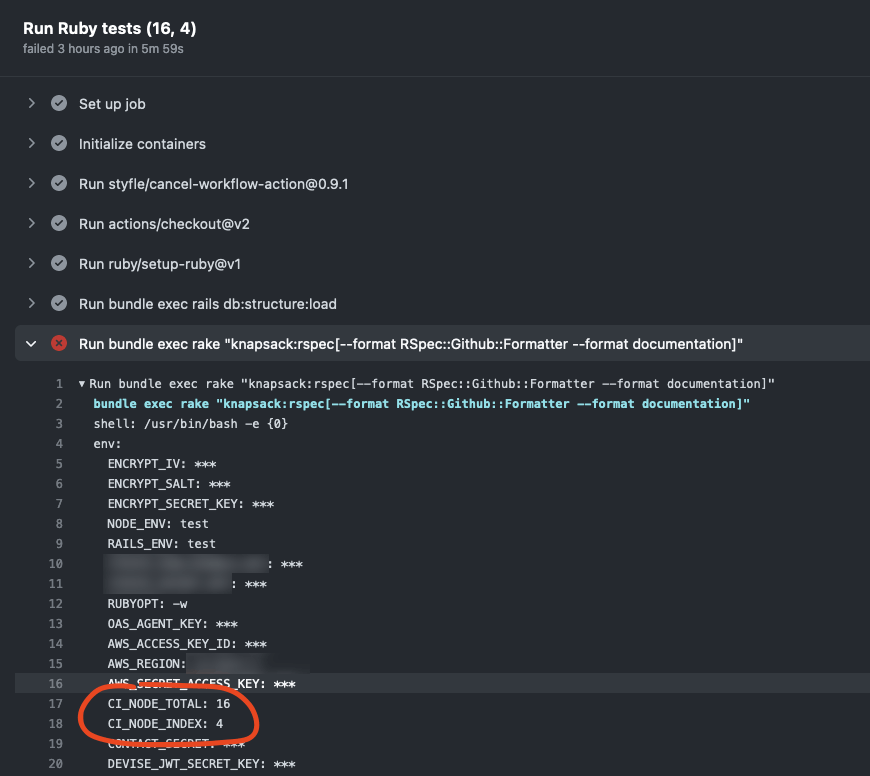 Run Ruby tests (16, 4)
failed 3 hours ago in 5m 59s
Set up job
Initialize containers
Run styfle/cancel-workflow-action@0.9.1
Run actions/checkout@v2
Run ruby/setup-ruby@v1
Run bundle exec rails db:structure:load
Run bundle exec rake "knapsack:rspec[--format RSpec::Github::Formatter --format documentation]"
1 Run bundle exec rake "knapsack:rspec[--format RSpec::Github::Formatter --format documentation]"
2 bundle exec rake "knapsack:rspec[--format RSpec::Github::Formatter --format documentation]"
3 shell: /usr/bin/bash -e {0}
4 env:
5 ENCRYPT_IV: ***
6 ENCRYPT_SALT: ***
7 ENCRYPT_SECRET_KEY: ***
8 NODE_ENV: test
9 RAILS_ENV: test
10 : ***
11 : ***
12 RUBYOPT: -w
13 OAS_AGENT_KEY: ***
14 AWS_ACCESS_KEY_ID: ***
15 AWS_REGION:
16 AWS_SECRET_ACCESS_KEY: ***
17 CI_NODE_TOTAL: 16
18 CI_NODE_INDEX: 4
19 CONTACT_SECRET: ***
20 DEVISE_JWT_SECRET_KEY: ***